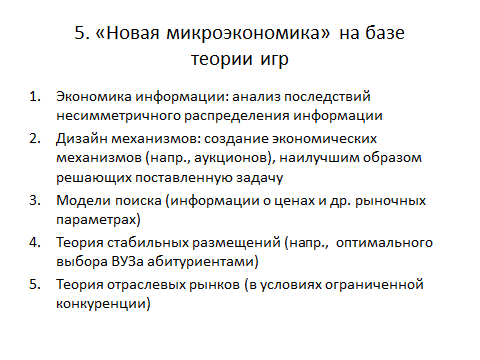 5. «Новая микроэкономика» на базе
теории игр
1. Экономика информации: анализ последствий
несимметричного распределения информации
2. Дизайн механизмов: создание экономических
механизмов (напр., аукционов), наилучшим образом
решающих поставленную задачу
3. Модели поиска (информации о ценах и др. рыночных
параметрах)
4. Теория стабильных размещений (напр., оптимального
выбора ВУЗа абитуриентами)
5. Теория отраслевых рынков (в условиях ограниченной
конкуренции)